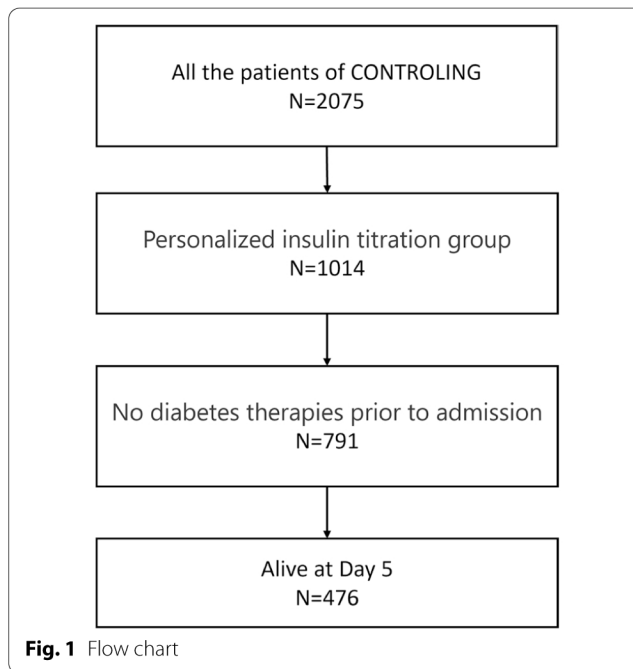 All the patients of CONTROLING
N=2075
Personalized insulin titration group
N=1014
No diabetes therapies prior to admission
N=791
Alive at Day 5
N=476
Fig. 1 Flow chart